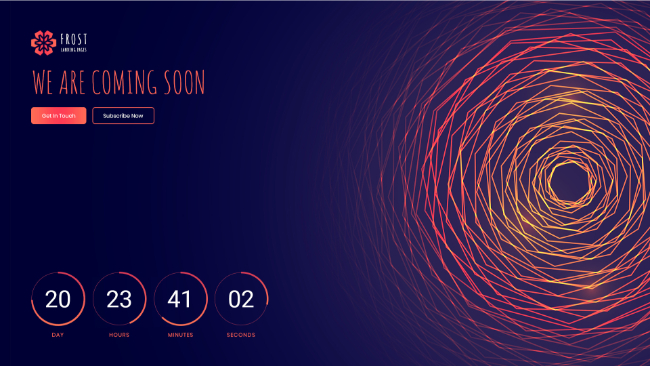 FROST
LANDING PAGES
WE ARE COMING SOON
Get In Touch
Subscribe Now
20 23 41 02
DAY HOURS MINUTES SECONDS